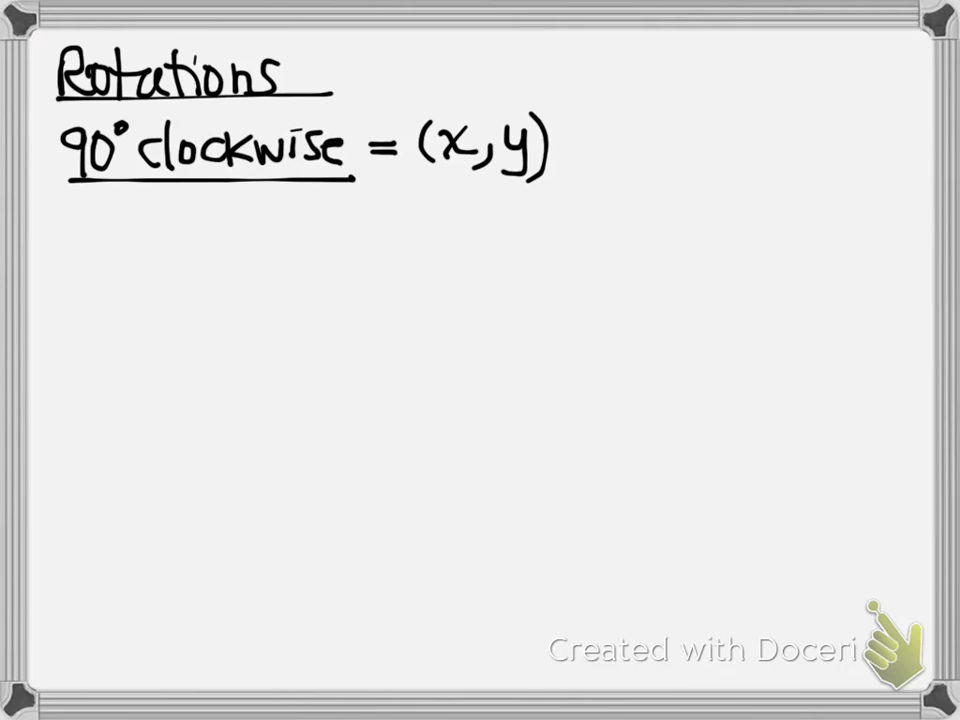 Rotations
90° clockwise = (x, y)
Created with Doceri